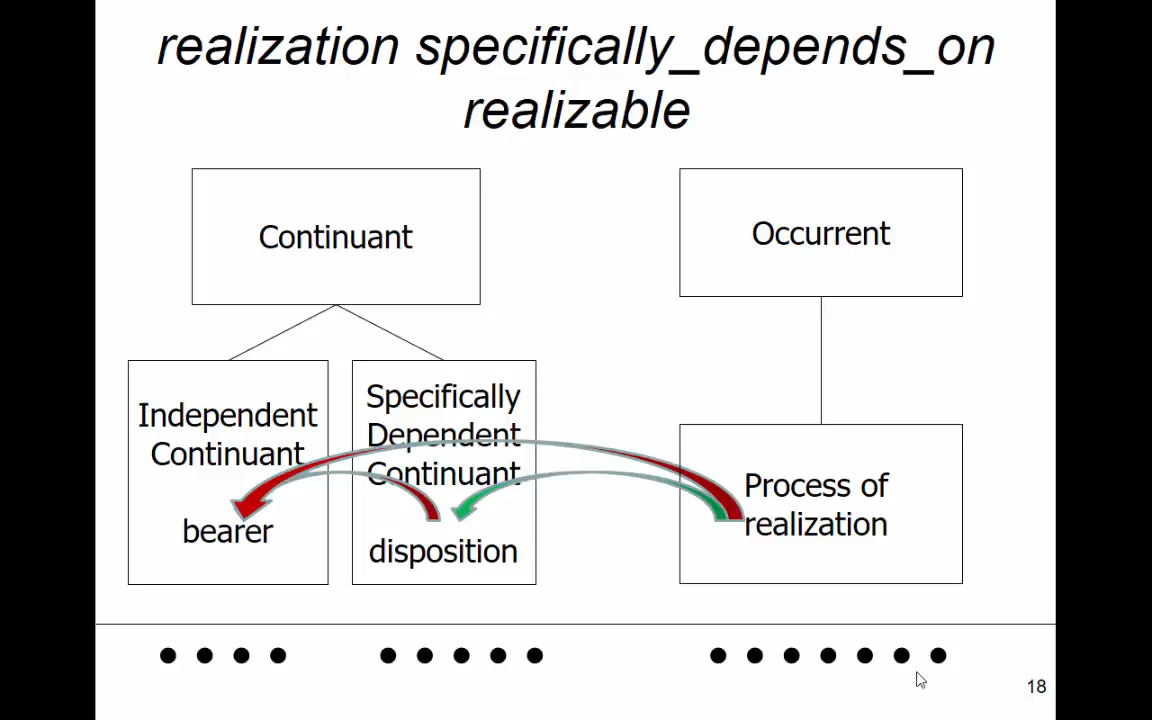 realization specifically_depends_on
realizable
Continuant
Occurrent
Independent
Continuant
bearer
Specifically
Dependent
Continuant
disposition
Process of
realization
18